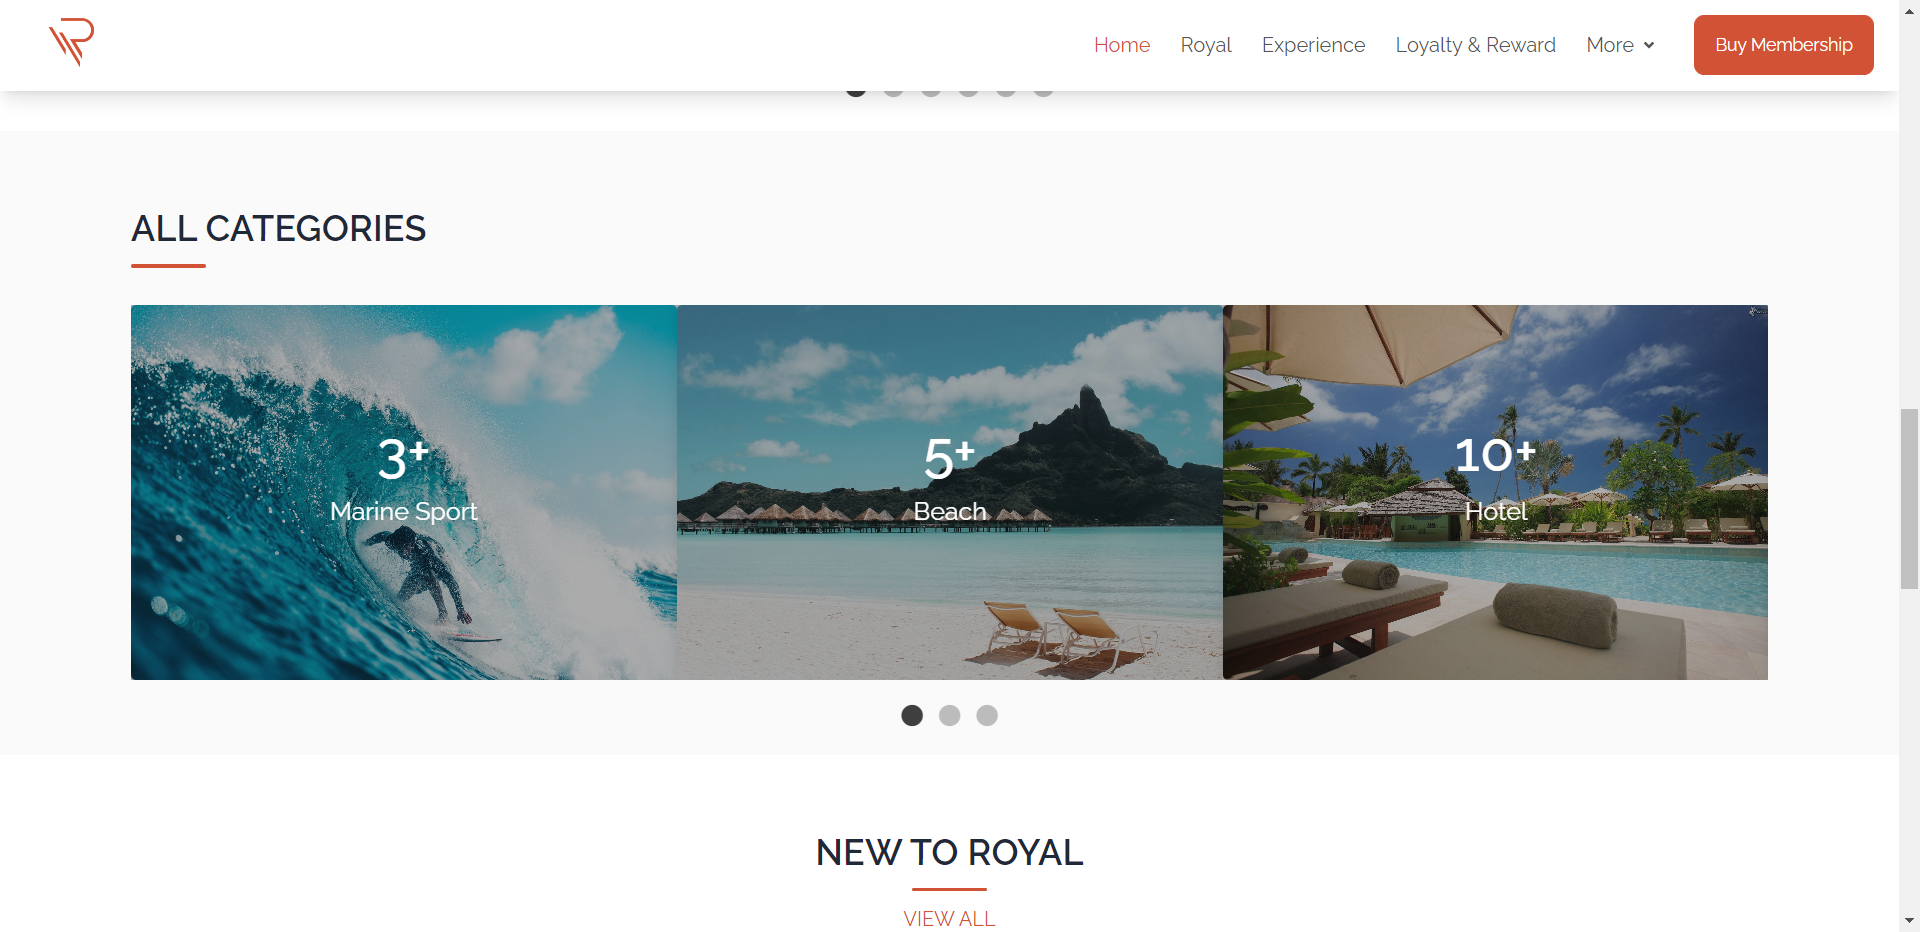 Home Royal Experience Loyalty & Reward More Buy Membership
ALL CATEGORIES
3+
Marine Sport
5+
Beach
10+
Hotel
NEW TO ROYAL
VIEW ALL